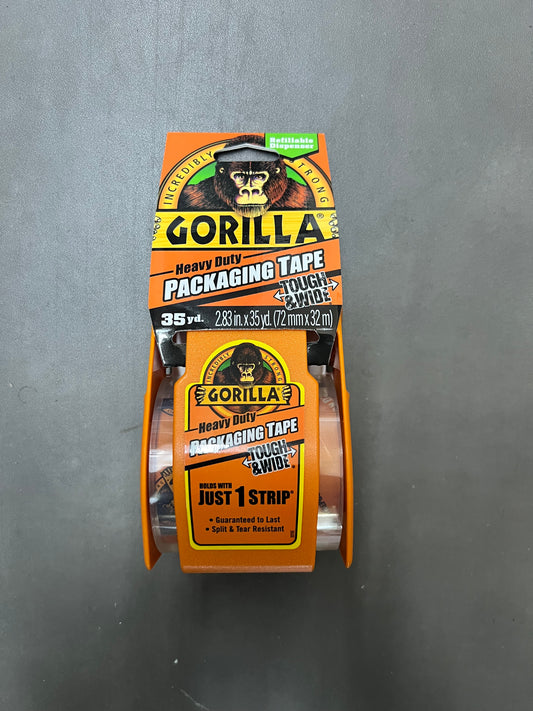 Refillable
Dispenser
INCREDIBLY STRONG
GORILLA®
Heavy Duty
PACKAGING TAPE
TOUGH
&WIDE
35 yd. 2.83 in. x 35 yd. (72 mm x 32 m)
INCREDIBLY STRONG
GORILLA
Heavy Duty
PACKAGING TAPE
TOUGH
&WIDE
HOLDS WITH
JUST 1 STRIP®
• Guaranteed to Last
• Split & Tear Resistant